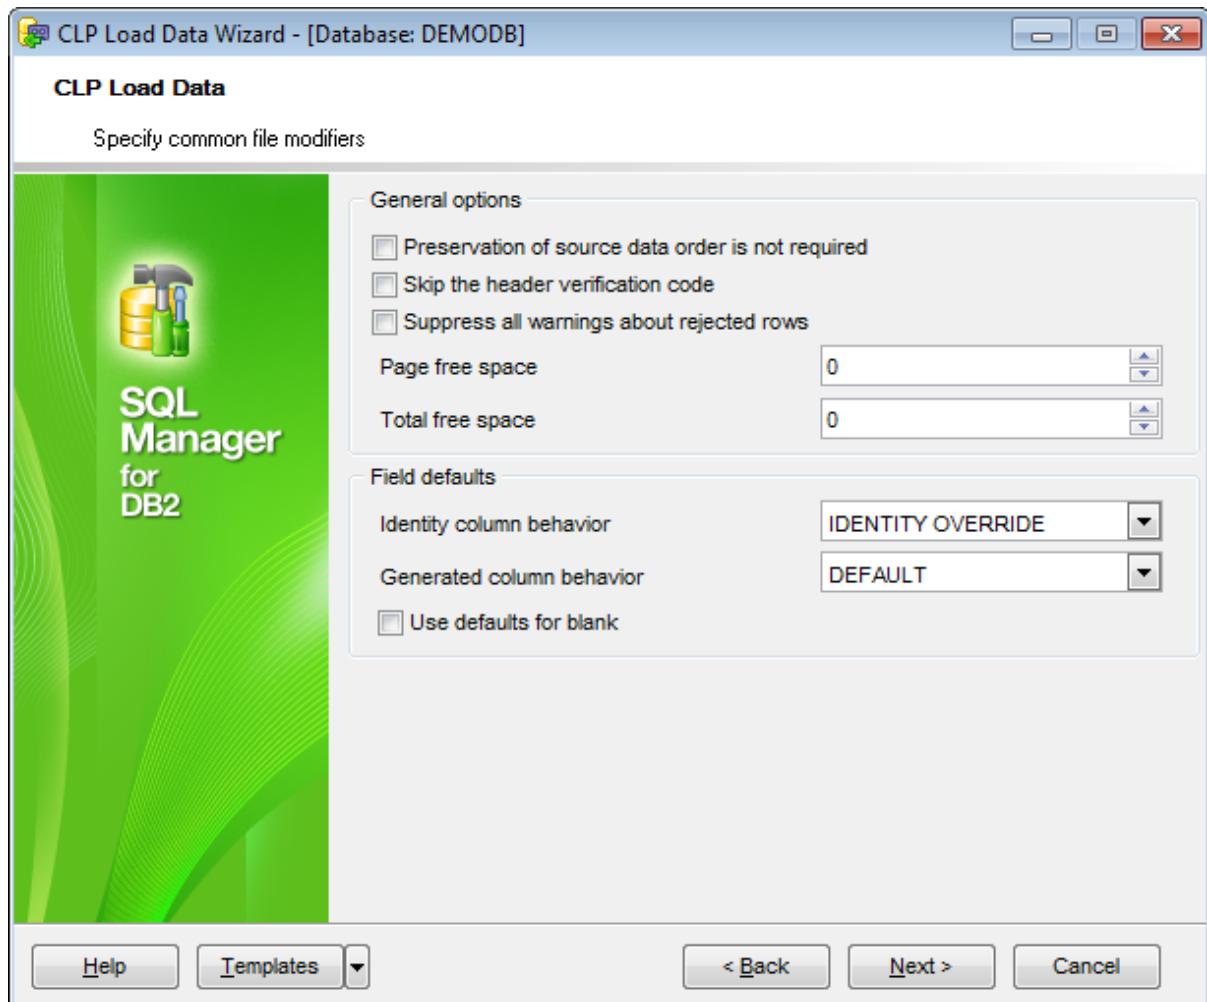 CLP Load Data Wizard - [Database: DEMODB]
CLP Load Data
Specify common file modifiers
SQL
Manager
for
DB2
General options
Preservation of source data order is not required
Skip the header verification code
Suppress all warnings about rejected rows
Page free space 0
Total free space 0
Field defaults
Identity column behavior IDENTITY OVERRIDE
Generated column behavior DEFAULT
Use defaults for blank
Help Templates < Back Next > Cancel